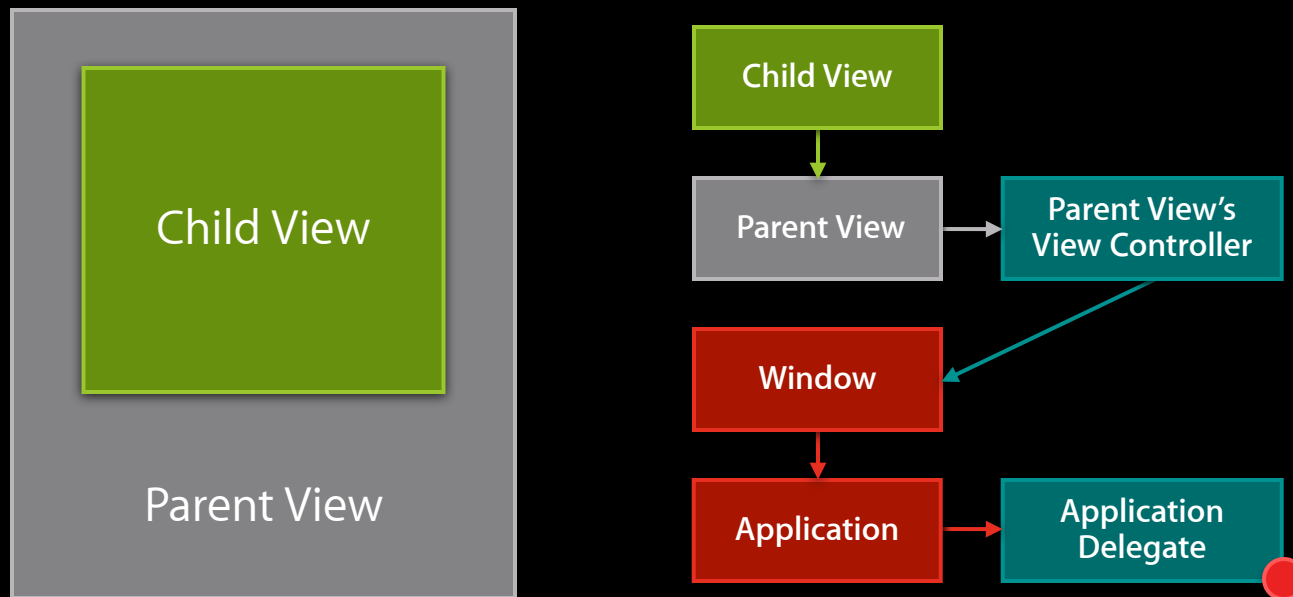 Child View
Parent View
Child View
Parent View
Parent View’s
View Controller
Window
Application
Application
Delegate